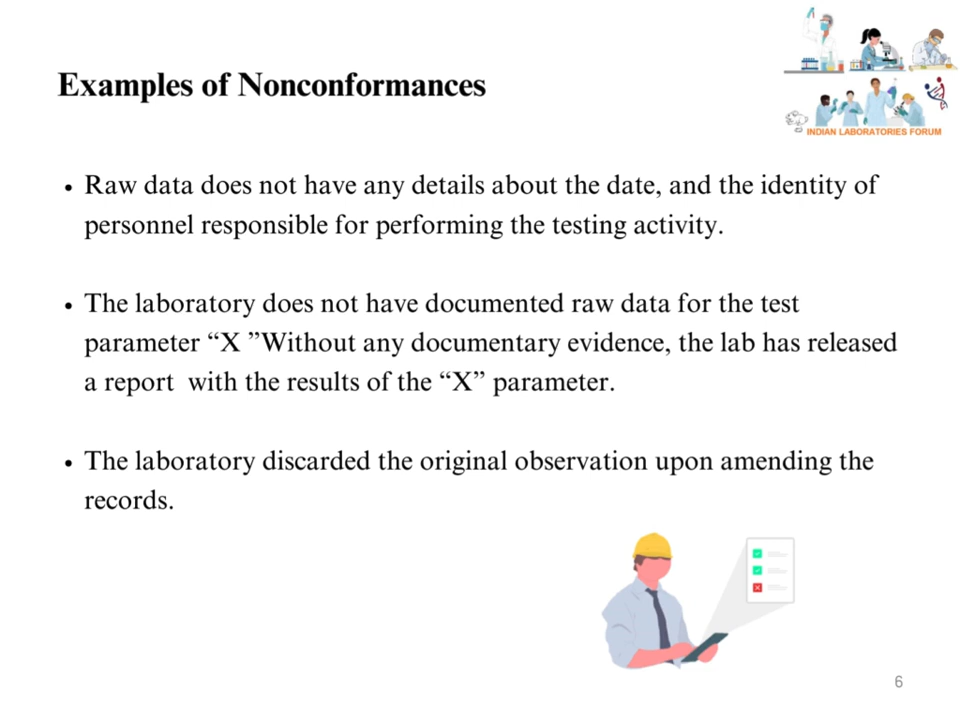 INDIAN LABORATORIES FORUM
Examples of Nonconformances
• Raw data does not have any details about the date, and the identity of
personnel responsible for performing the testing activity.
• The laboratory does not have documented raw data for the test
parameter “X ”Without any documentary evidence, the lab has released
a report  with the results of the “X” parameter.
• The laboratory discarded the original observation upon amending the
records.
6